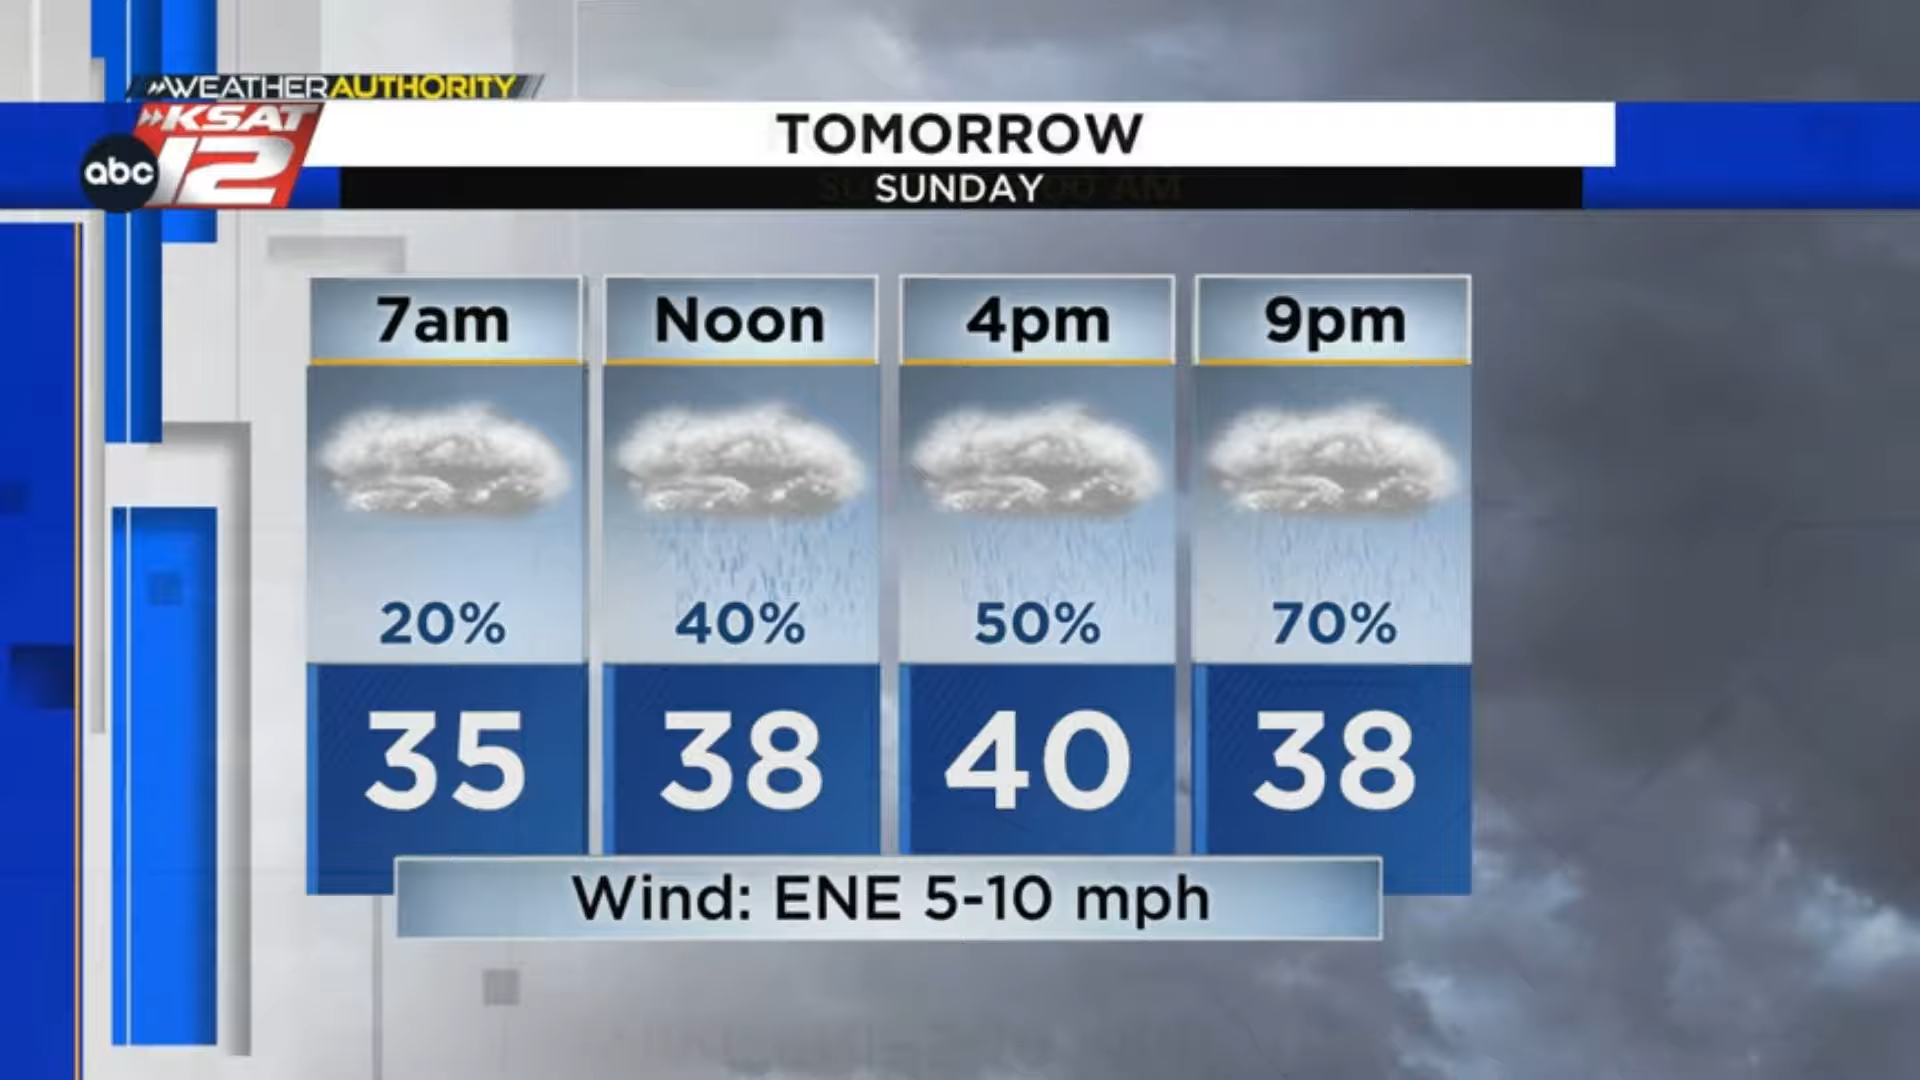 WEATHERAUTHORITY
KSAT
abc 12
TOMORROW
SUNDAY
7am Noon 4pm 9pm
20% 40% 50% 70%
35 38 40 38
Wind: ENE 5-10 mph